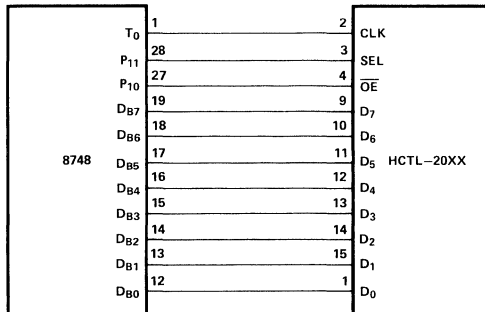 T0 1 2 CLK
P11 28 3 SEL
P10 27 4 OE
DB7 19 9 D7
DB6 18 10 D6
8748 DB5 17 11 D5 HCTL–20XX
DB4 16 12 D4
DB3 15 13 D3
DB2 14 14 D2
DB1 13 15 D1
DB0 12 1 D0